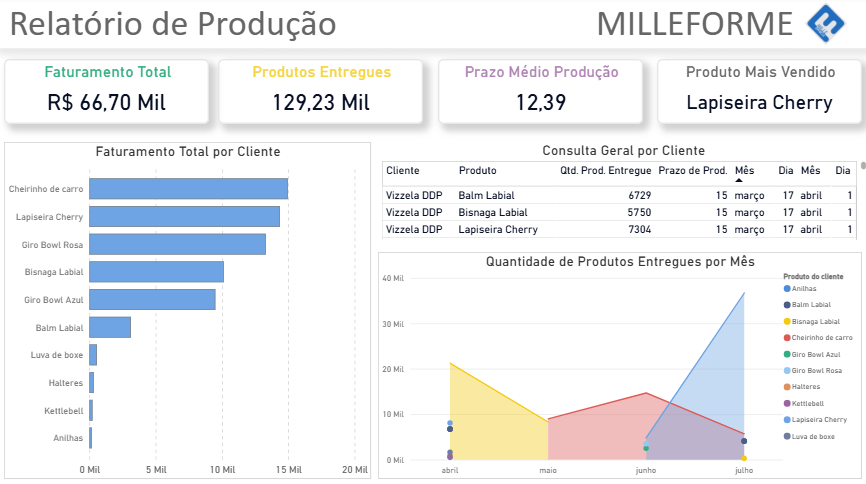 Relatório de Produção
MILLEFORME
Faturamento Total
R$ 66,70 Mil
Produtos Entregues
129,23 Mil
Prazo Médio Produção
12,39
Produto Mais Vendido
Lapiseira Cherry
Faturamento Total por Cliente
Cheirinho de carro
Lapiseira Cherry
Giro Bowl Rosa
Bisnaga Labial
Giro Bowl Azul
Balm Labial
Luva de boxe
Halteres
Kettlebell
Anilhas
0 Mil 5 Mil 10 Mil 15 Mil 20 Mil
Consulta Geral por Cliente
Cliente Produto Qtd. Prod. Entregue Prazo de Prod. Mês Dia Mês Dia
Vizzela DDP Balm Labial 6729 15 março 17 abril 1
Vizzela DDP Bisnaga Labial 5750 15 março 17 abril 1
Vizzela DDP Lapiseira Cherry 7304 15 março 17 abril 1
Quantidade de Produtos Entregues por Mês
40 Mil
30 Mil
20 Mil
10 Mil
0 Mil
abril maio junho julho
Produto do cliente
Anilhas
Balm Labial
Bisnaga Labial
Cheirinho de carro
Giro Bowl Azul
Giro Bowl Rosa
Halteres
Kettlebell
Lapiseira Cherry
Luva de boxe